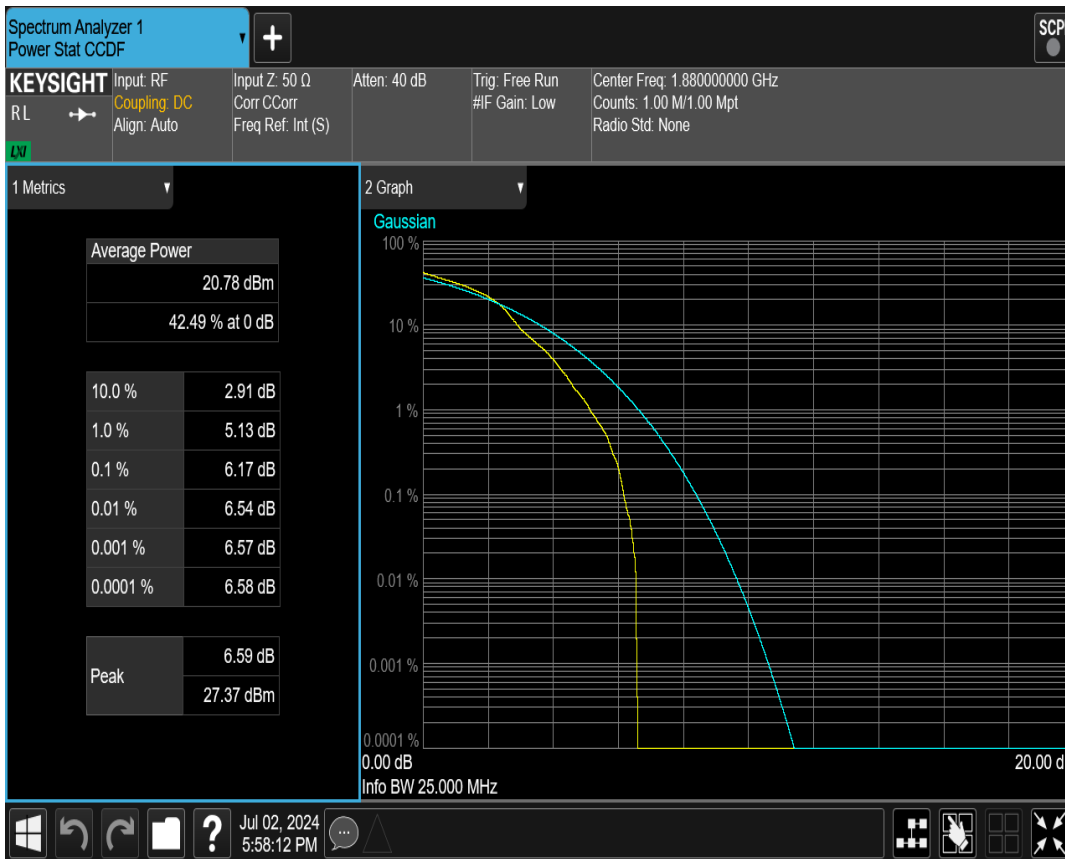 Spectrum Analyzer 1
Power Stat CCDF
+
SCP
KEYSIGHT
RL
LXI
Input: RF
Coupling: DC
Align: Auto
Input Z: 50 Ω
Corr CCorr
Freq Ref: Int (S)
Atten: 40 dB
Trig: Free Run
#IF Gain: Low
Center Freq: 1.880000000 GHz
Counts: 1.00 M/1.00 Mpt
Radio Std: None
1 Metrics
Average Power
20.78 dBm
42.49 % at 0 dB
10.0 % 2.91 dB
1.0 % 5.13 dB
0.1 % 6.17 dB
0.01 % 6.54 dB
0.001 % 6.57 dB
0.0001 % 6.58 dB
Peak
6.59 dB
27.37 dBm
2 Graph
Gaussian
100 %
10 %
1 %
0.1 %
0.01 %
0.001 %
0.0001 %
0.00 dB 20.00 d
Info BW 25.000 MHz
?
Jul 02, 2024
5:58:12 PM